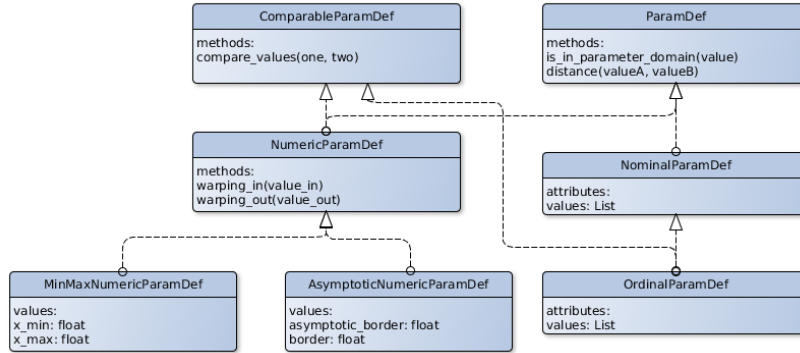 ComparableParamDef
methods:
compare_values(one, two)
ParamDef
methods:
is_in_parameter_domain(value)
distance(valueA, valueB)
NumericParamDef
methods:
warping_in(value_in)
warping_out(value_out)
NominalParamDef
attributes:
values: List
MinMaxNumericParamDef
values:
x_min: float
x_max: float
AsymptoticNumericParamDef
values:
asymptotic_border: float
border: float
OrdinalParamDef
attributes:
values: List